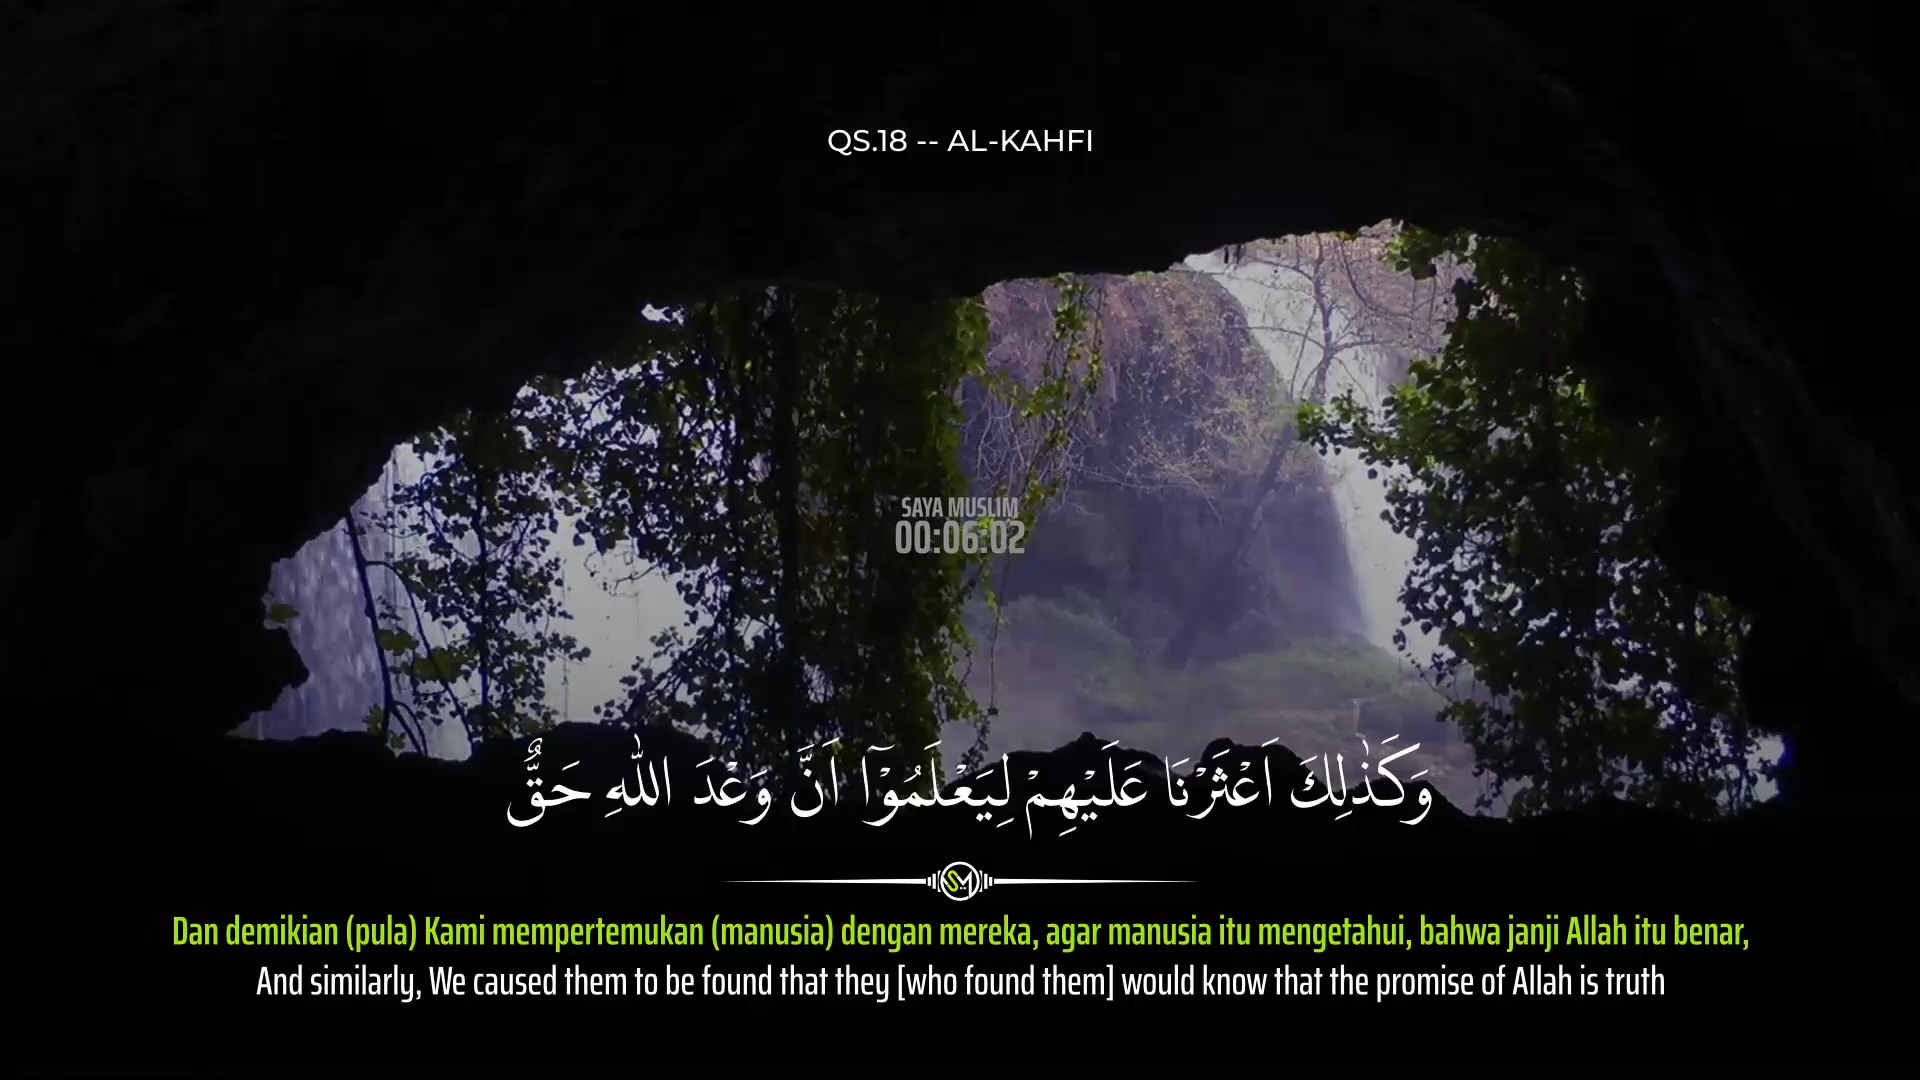 QS.18 -- AL-KAHFI
SAYA MUSLIM
00:06:02
وَكَذٰلِكَ اَعْثَرْنَا عَلَيْهِمْ لِيَعْلَمُوْٓا اَنَّ وَعْدَ اللّٰهِ حَقٌّ
SM
Dan demikian (pula) Kami mempertemukan (manusia) dengan mereka, agar manusia itu mengetahui, bahwa janji Allah itu benar,
And similarly, We caused them to be found that they [who found them] would know that the promise of Allah is truth